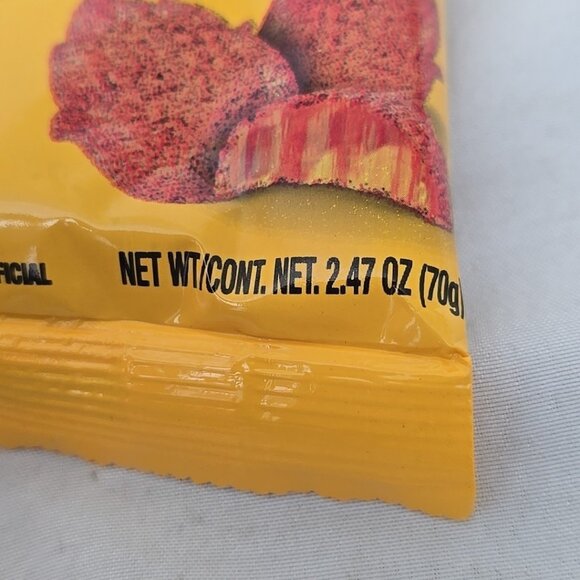 FICIAL
NET WT/CONT. NET. 2.47 OZ (70g)